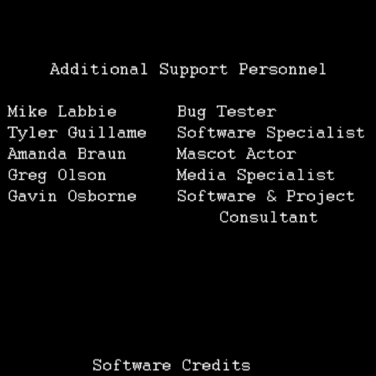 Additional Support Personnel
Mike Labbie Bug Tester
Tyler Guillame Software Specialist
Amanda Braun Mascot Actor
Greg Olson Media Specialist
Gavin Osborne Software & Project
Consultant
Software Credits